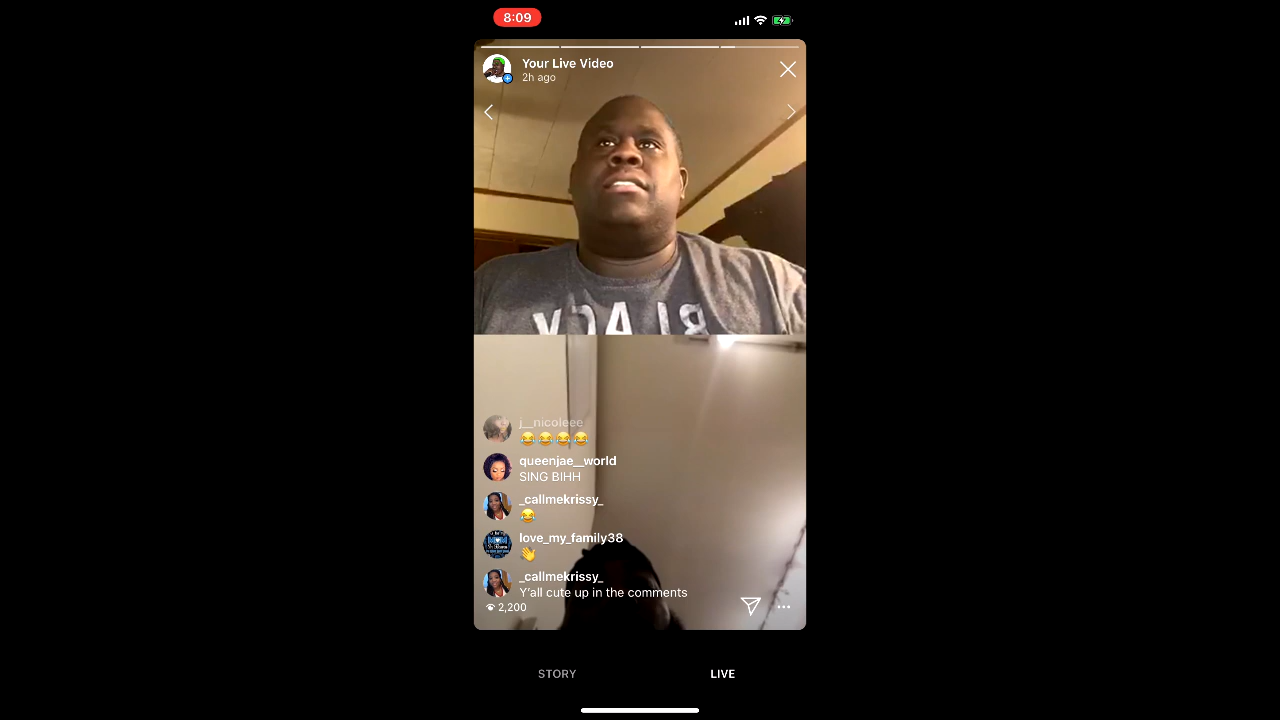 8:09
Your Live Video
2h ago
BLACK
j__nicoleee
😂😂😂😂
queenjae__world
SING BIHH
_callmekrissy_
😂
love_my_family38
👋
_callmekrissy_
Y'all cute up in the comments
2,200
STORY
LIVE